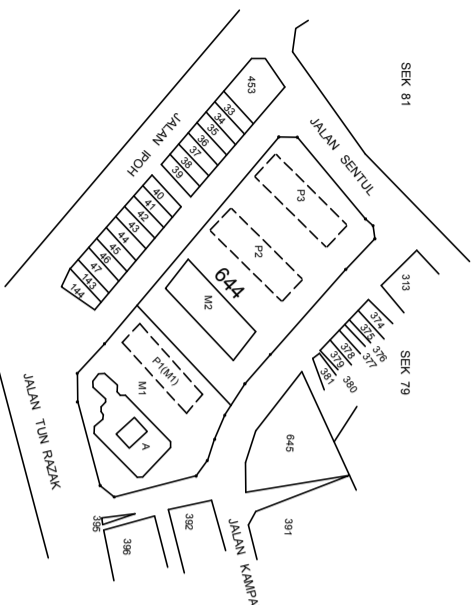 SEK 81
JALAN SENTUL
JALAN IPOH
453
33
34
35
36
37
38
39
40
41
42
43
44
45
46
47
143
144
P3
P2
644
M2
P1(M1)
M1
A
313
SEK 79
374
375
376
377
378
379
380
381
645
391
JALAN KAMPA
392
395
396
JALAN TUN RAZAK